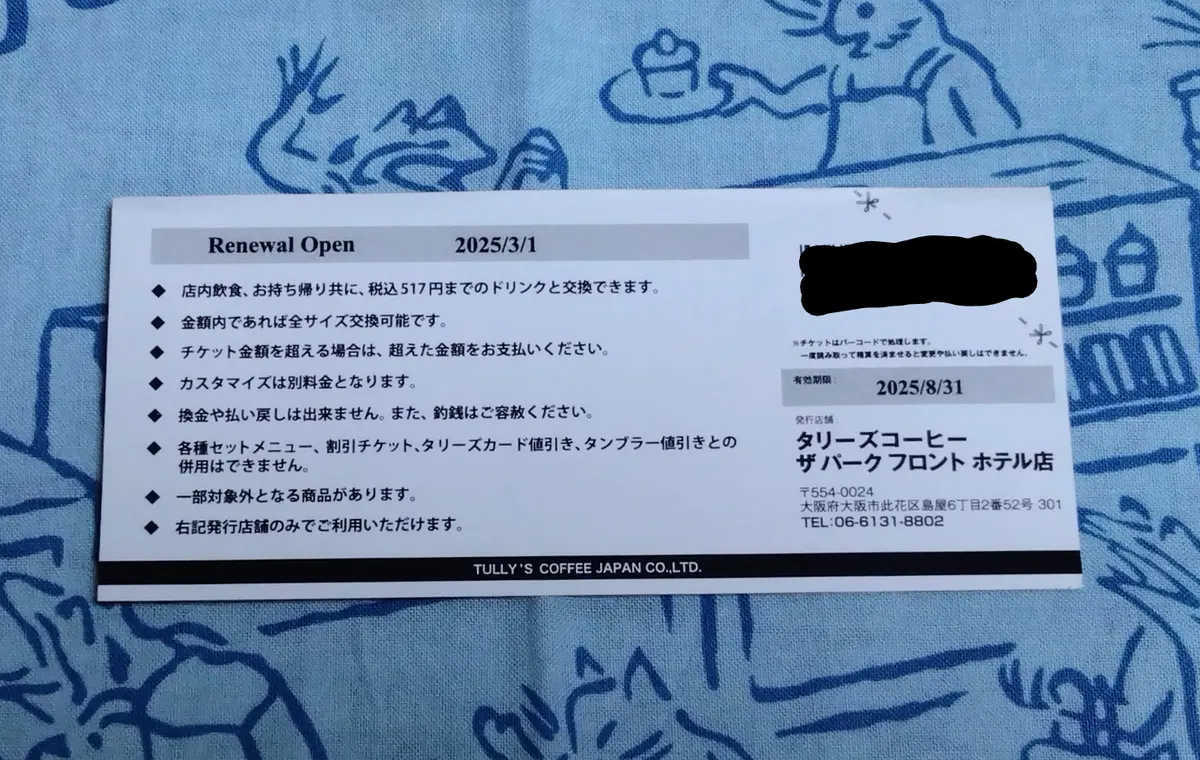 Renewal Open 2025/3/1
◆ 店内飲食、お持ち帰り共に、税込517円までのドリンクと交換できます。
◆ 金額内であれば全サイズ交換可能です。
◆ チケット金額を超える場合は、超えた金額をお支払いください。
◆ カスタマイズは別料金となります。
◆ 換金や払い戻しは出来ません。また、釣銭はご容赦ください。
◆ 各種セットメニュー、割引チケット、タリーズカード値引き、タンブラー値引きとの
併用はできません。
◆ 一部対象外となる商品があります。
◆ 右記発行店舗のみでご利用いただけます。
※チケットはバーコードで処理します。
一度読み取って精算を済ませると変更や払い戻しはできません。
有効期限: 2025/8/31
発行店舗:
タリーズコーヒー
ザ パーク フロント ホテル店
〒554-0024
大阪府大阪市此花区島屋6丁目2番52号 301
TEL:06-6131-8802
TULLY'S COFFEE JAPAN CO.,LTD.